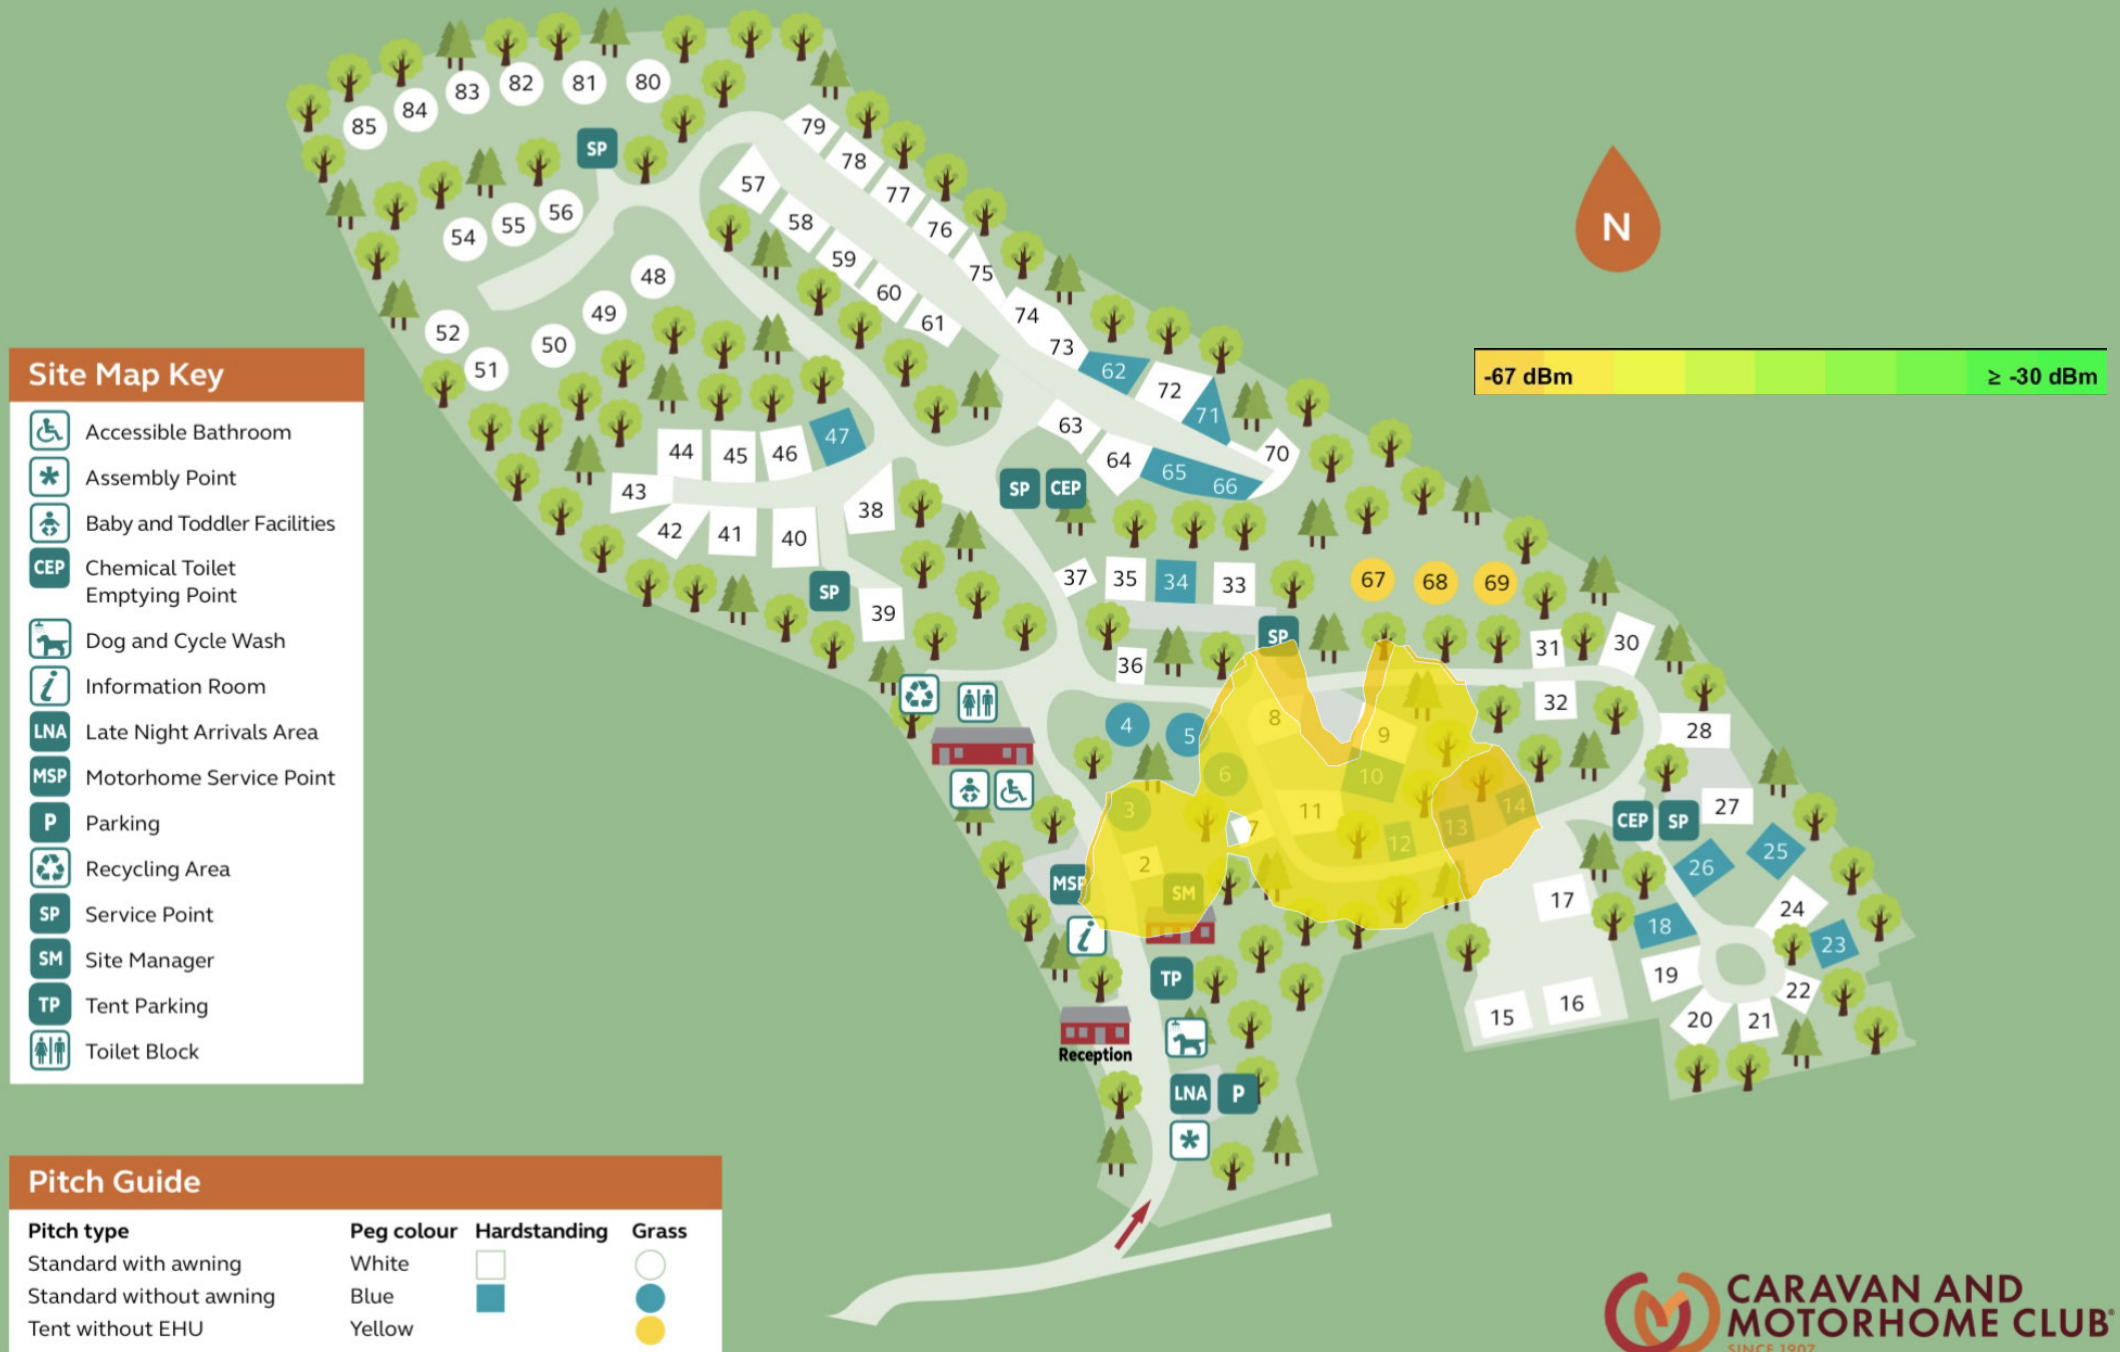 83 82 81 80
84
85
79
SP
78
57
77
56
58
55
76
54
59
75
48
60
49
74
61
52
50
73
51
62
72
71
63
47
44 45 46
64
70
65
66
43
SP CEP
38
42 41 40
37 35 34 33
67 68 69
SP
39
SP
31 30
36
32
4
5
8
9
28
6
10
3
11
14
27
7
13
12
CEP SP
2
MSP
SM
26
25
17
24
18
23
19
22
TP
15 16
20 21
Reception
LNA P
N
-67 dBm
≥ -30 dBm
Site Map Key
Accessible Bathroom
Assembly Point
Baby and Toddler Facilities
CEP Chemical Toilet
Emptying Point
Dog and Cycle Wash
i Information Room
LNA Late Night Arrivals Area
MSP Motorhome Service Point
P Parking
Recycling Area
SP Service Point
SM Site Manager
TP Tent Parking
Toilet Block
Pitch Guide
Pitch type Peg colour Hardstanding Grass
Standard with awning White
Standard without awning Blue
Tent without EHU Yellow
CARAVAN AND
MOTORHOME CLUB®
SINCE 1907